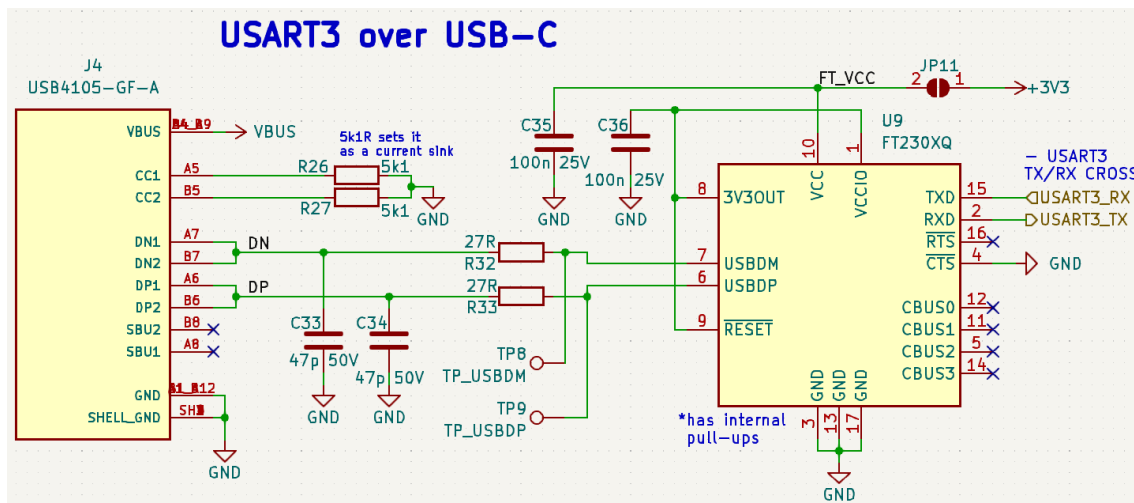 USART3 over USB-C
J4
USB4105-GF-A
VBUS
VBUS
CC1
A5
CC2
B5
5k1R sets it
as a current sink
R26
5k1
R27
5k1
GND
DN1
A7
DN
DN2
B7
DP1
A6
DP
DP2
B6
SBU2
B8
SBU1
A8
GND
SHELL_GND
GND
27R
R32
27R
R33
C33
47p 50V
GND
C34
47p 50V
GND
TP8
TP_USBDM
TP9
TP_USBDP
C35
100n 25V
GND
C36
100n 25V
GND
FT_VCC
JP11
2
1
+3V3
U9
FT230XQ
10
VCC
1
VCCIO
8
3V3OUT
7
USBDM
6
USBDP
9
RESET
TXD
15
USART3_RX
RXD
2
USART3_TX
RTS
16
CTS
4
GND
CBUS0
12
CBUS1
11
CBUS2
5
CBUS3
14
GND
GND
GND
3
13
17
GND
- USART3
TX/RX CROSS
*has internal
pull-ups